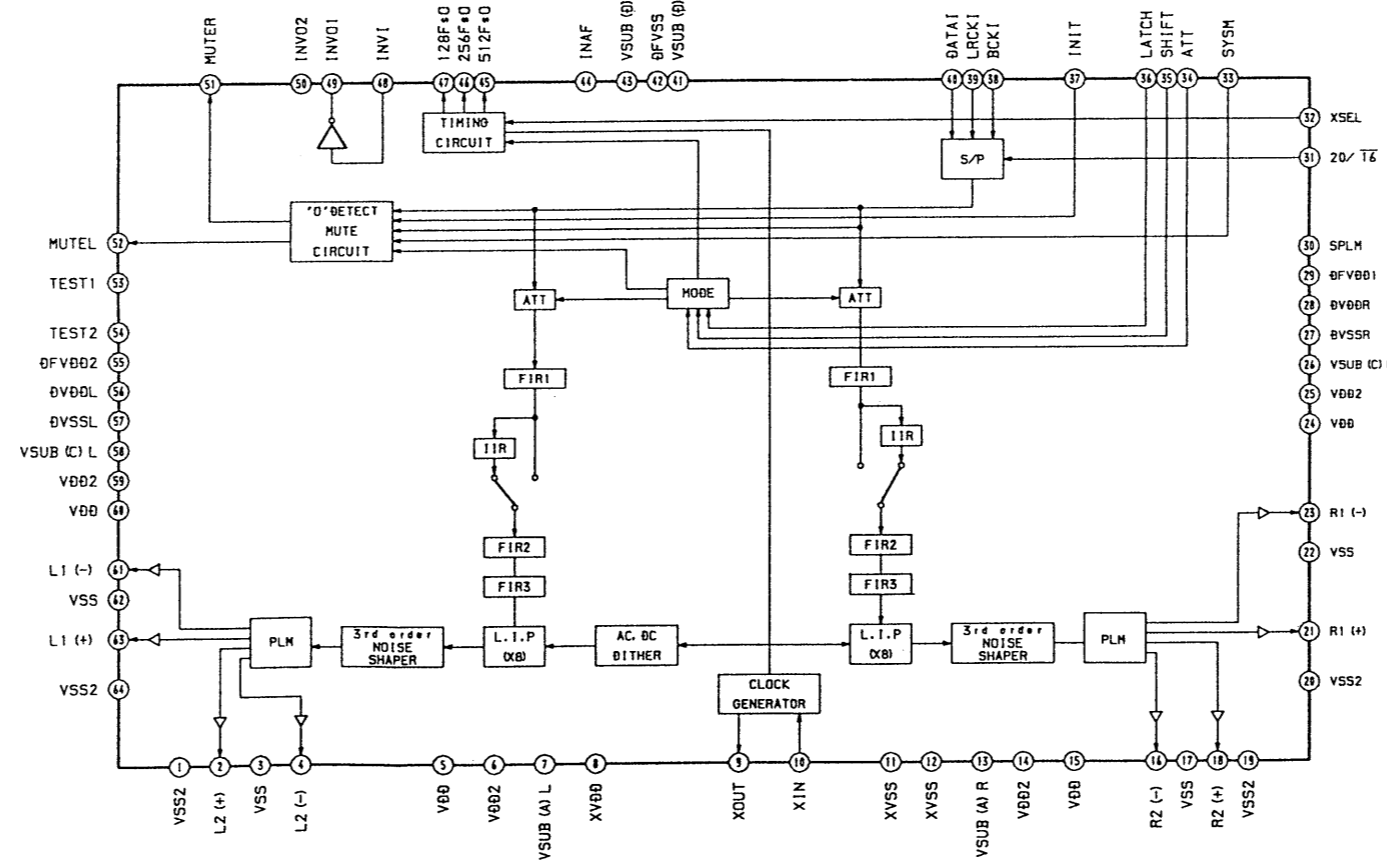 MUTER
INVO2
INVO1
INVI
128FsO
256FsO
512FsO
INAF
VSUB (D)
DFVSS
VSUB (D)
DATAI
LRCKI
BCKI
INIT
LATCH
SHIFT
ATT
SYSM
51
50
49
48
47
46
45
44
43
42
41
40
39
38
37
36
35
34
33
TIMING
CIRCUIT
S/P
32 XSEL
31 20/ 16
"0"DETECT
MUTE
CIRCUIT
MUTEL 52
30 SPLM
TEST1 53
29 DFVDD1
ATT
MODE
ATT
28 DVDDR
TEST2 54
27 DVSSR
DFVDD2 55
26 VSUB (C)
FIR1
FIR1
DVDDL 56
25 VDD2
DVSSL 57
24 VDD
IIR
IIR
VSUB (C) L 58
VDD2 59
VDD 60
23 R1 (-)
FIR2
FIR2
22 VSS
L1 (-) 61
FIR3
FIR3
VSS 62
L1 (+) 63
PLM
3rd order
NOISE
SHAPER
L.I.P
(X8)
AC. DC
DITHER
L.I.P
(X8)
3rd order
NOISE
SHAPER
PLM
21 R1 (+)
VSS2 64
CLOCK
GENERATOR
20 VSS2
1
2
3
4
5
6
7
8
9
10
11
12
13
14
15
16
17
18
19
VSS2
L2 (+)
VSS
L2 (-)
VDD
VDD2
VSUB (A) L
XVDD
XOUT
XIN
XVSS
XVSS
VSUB (A) R
VDD2
VDD
R2 (-)
VSS
R2 (+)
VSS2